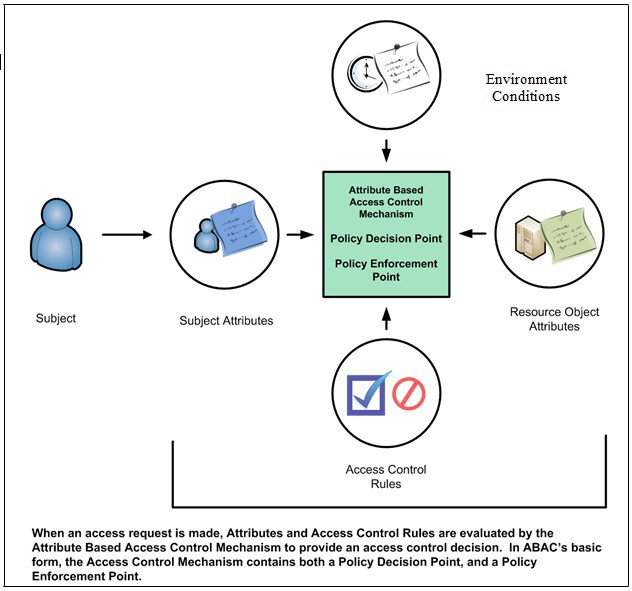 Environment
Conditions
Attribute Based
Access Control
Mechanism
Policy Decision Point
Policy Enforcement
Point
Subject
Subject Attributes
Resource Object
Attributes
Access Control
Rules
When an access request is made, Attributes and Access Control Rules are evaluated by the
Attribute Based Access Control Mechanism to provide an access control decision.  In ABAC's basic
form, the Access Control Mechanism contains both a Policy Decision Point, and a Policy
Enforcement Point.